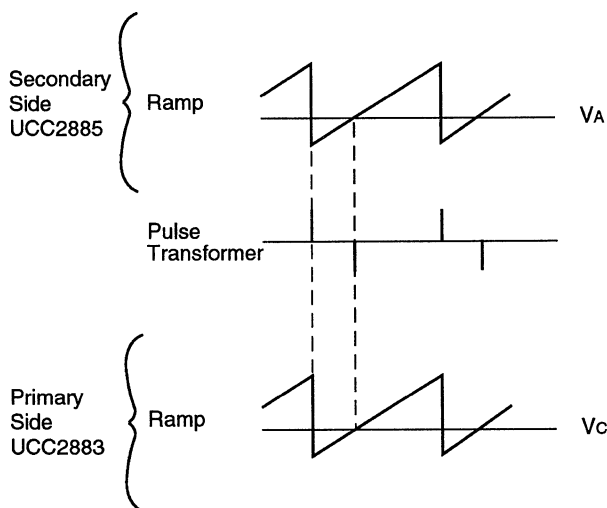 Secondary
Side
UCC2885
Ramp
VA
Pulse
Transformer
Primary
Side
UCC2883
Ramp
VC